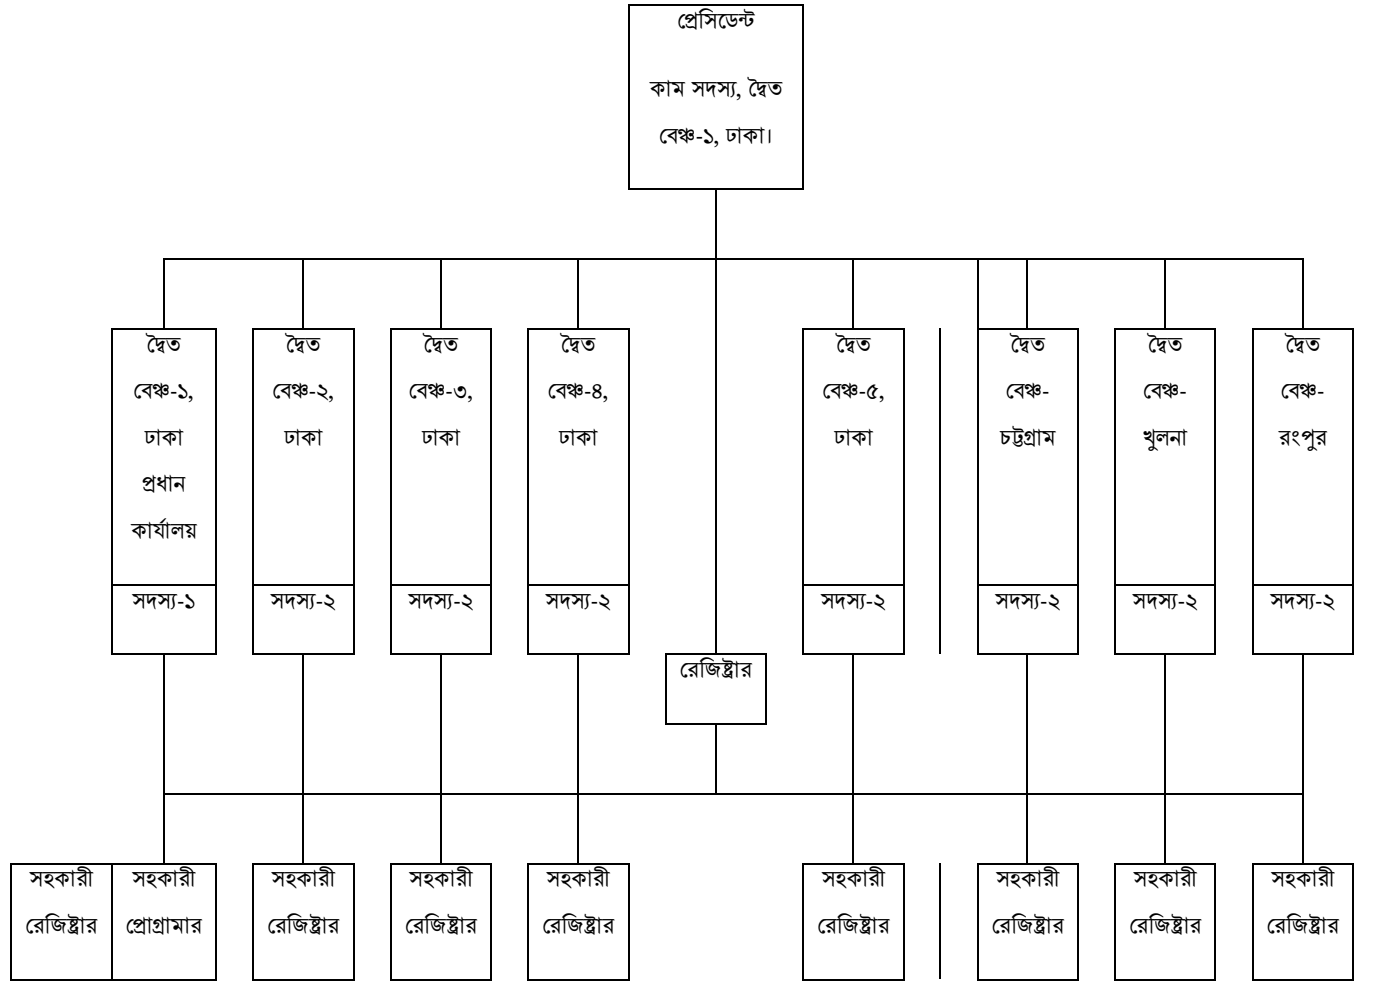 প্রেসিডেন্ট
কাম সদস্য, দ্বৈত
বেঞ্চ-১, ঢাকা।
দ্বৈত
বেঞ্চ-১,
ঢাকা
প্রধান
কার্যালয়
সদস্য-১
দ্বৈত
বেঞ্চ-২,
ঢাকা
সদস্য-২
দ্বৈত
বেঞ্চ-৩,
ঢাকা
সদস্য-২
দ্বৈত
বেঞ্চ-৪,
ঢাকা
সদস্য-২
দ্বৈত
বেঞ্চ-৫,
ঢাকা
সদস্য-২
দ্বৈত
বেঞ্চ-
চট্টগ্রাম
সদস্য-২
দ্বৈত
বেঞ্চ-
খুলনা
সদস্য-২
দ্বৈত
বেঞ্চ-
রংপুর
সদস্য-২
রেজিষ্ট্রার
সহকারী
রেজিষ্ট্রার
সহকারী
প্রোগ্রামার
সহকারী
রেজিষ্ট্রার
সহকারী
রেজিষ্ট্রার
সহকারী
রেজিষ্ট্রার
সহকারী
রেজিষ্ট্রার
সহকারী
রেজিষ্ট্রার
সহকারী
রেজিষ্ট্রার
সহকারী
রেজিষ্ট্রার